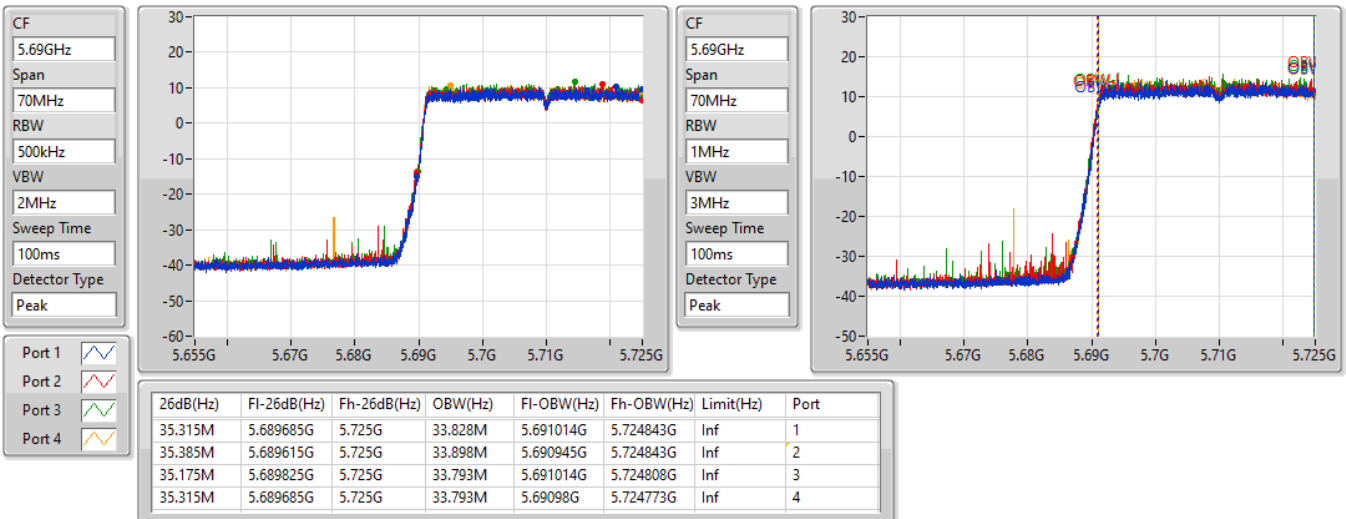 CF
5.69GHz
Span
70MHz
RBW
500kHz
VBW
2MHz
Sweep Time
100ms
Detector Type
Peak
30
20
10
0
-10
-20
-30
-40
-50
-60
5.655G 5.67G 5.68G 5.69G 5.7G 5.71G 5.725G
CF
5.69GHz
Span
70MHz
RBW
1MHz
VBW
3MHz
Sweep Time
100ms
Detector Type
Peak
30
20
10
0
-10
-20
-30
-40
-50
5.655G 5.67G 5.68G 5.69G 5.7G 5.71G 5.725G
Port 1
Port 2
Port 3
Port 4
26dB(Hz) Fl-26dB(Hz) Fh-26dB(Hz) OBW(Hz) Fl-OBW(Hz) Fh-OBW(Hz) Limit(Hz) Port
35.315M 5.689685G 5.725G 33.828M 5.691014G 5.724843G Inf 1
35.385M 5.689615G 5.725G 33.898M 5.690945G 5.724843G Inf 2
35.175M 5.689825G 5.725G 33.793M 5.691014G 5.724808G Inf 3
35.315M 5.689685G 5.725G 33.793M 5.69098G 5.724773G Inf 4